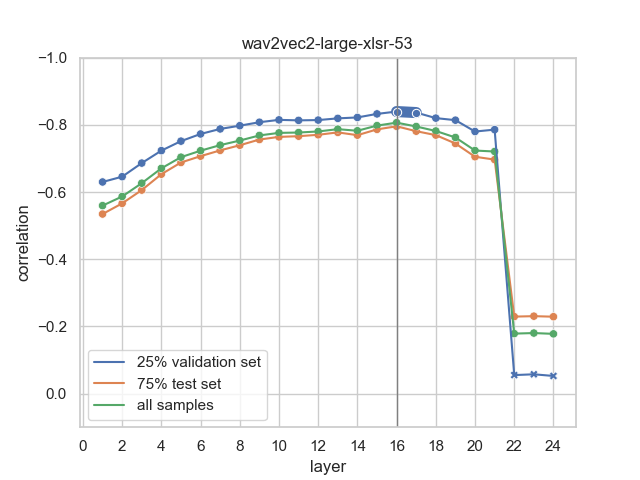 wav2vec2-large-xlsr-53
correlation
−1.0
−0.8
−0.6
−0.4
−0.2
0.0
25% validation set
75% test set
all samples
0 2 4 6 8 10 12 14 16 18 20 22 24
layer